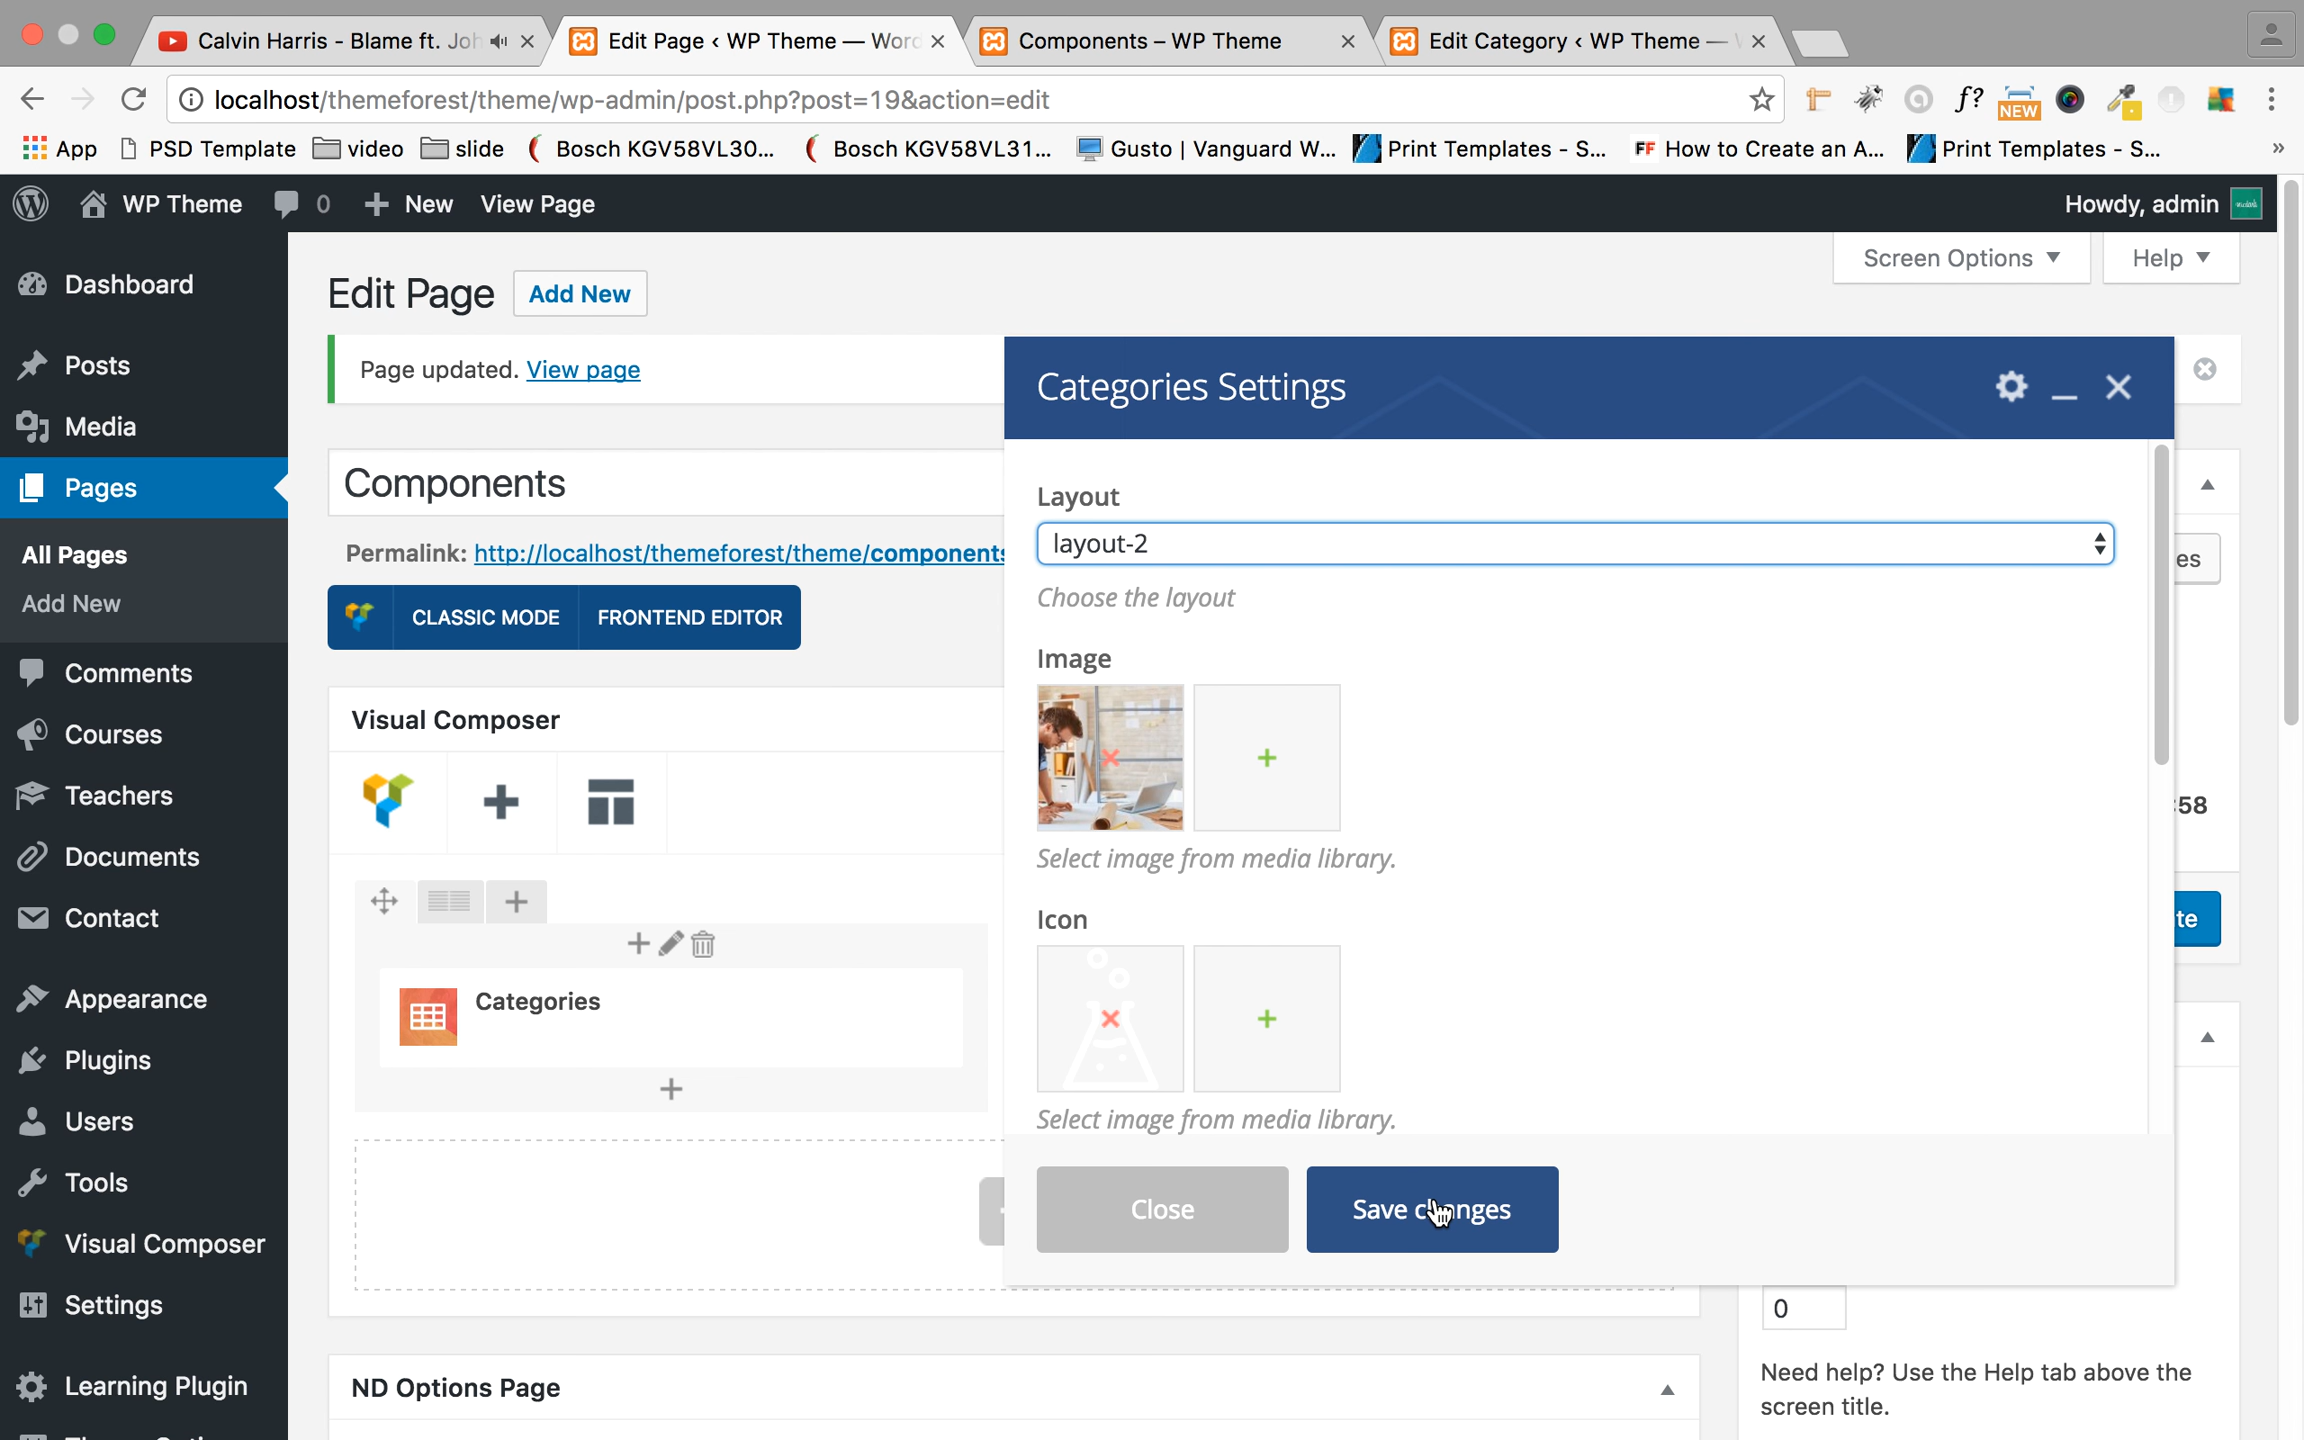 Calvin Harris - Blame ft. Joh
Edit Page ‹ WP Theme — Word
Components – WP Theme
Edit Category ‹ WP Theme —
localhost/themeforest/theme/wp-admin/post.php?post=19&action=edit
f?
NEW
App
PSD Template
video
slide
Bosch KGV58VL30...
Bosch KGV58VL31...
Gusto | Vanguard W...
Print Templates - S...
FF How to Create an A...
Print Templates - S...
»
WP Theme
0
New
View Page
Howdy, admin
Screen Options
Help
Dashboard
Posts
Media
Pages
All Pages
Add New
Comments
Courses
Teachers
Documents
Contact
Appearance
Plugins
Users
Tools
Visual Composer
Settings
Learning Plugin
Edit Page
Add New
Page updated. View page
Components
Permalink: http://localhost/themeforest/theme/components
CLASSIC MODE
FRONTEND EDITOR
Visual Composer
Categories
ND Options Page
Categories Settings
Layout
layout-2
Choose the layout
Image
Select image from media library.
Icon
Select image from media library.
Close
Save changes
es
:58
te
0
Need help? Use the Help tab above the
screen title.